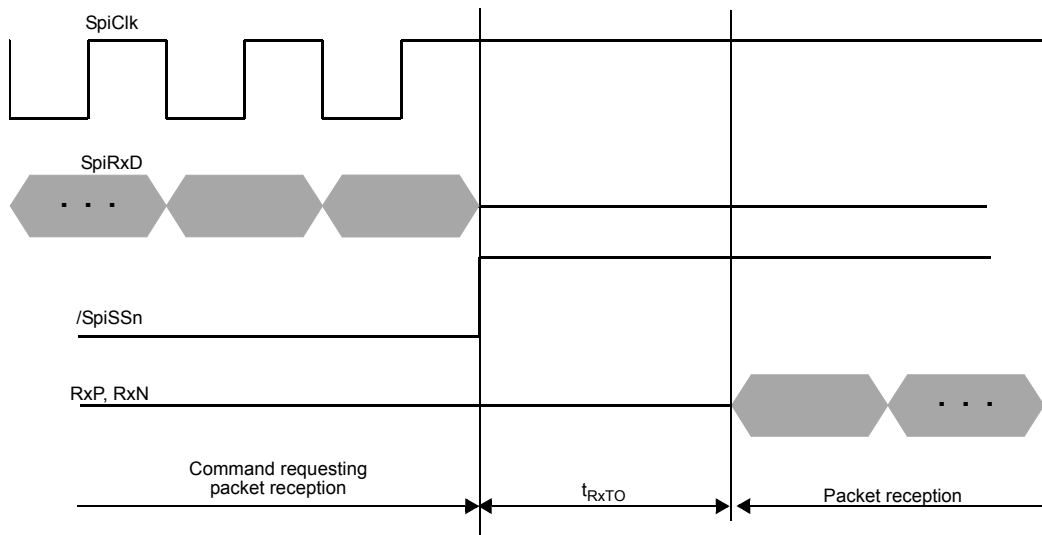 SpiClk
SpiRxD
. . .
/SpiSSn
RxP, RxN
. . .
Command requesting
packet reception
tRxTO
Packet reception